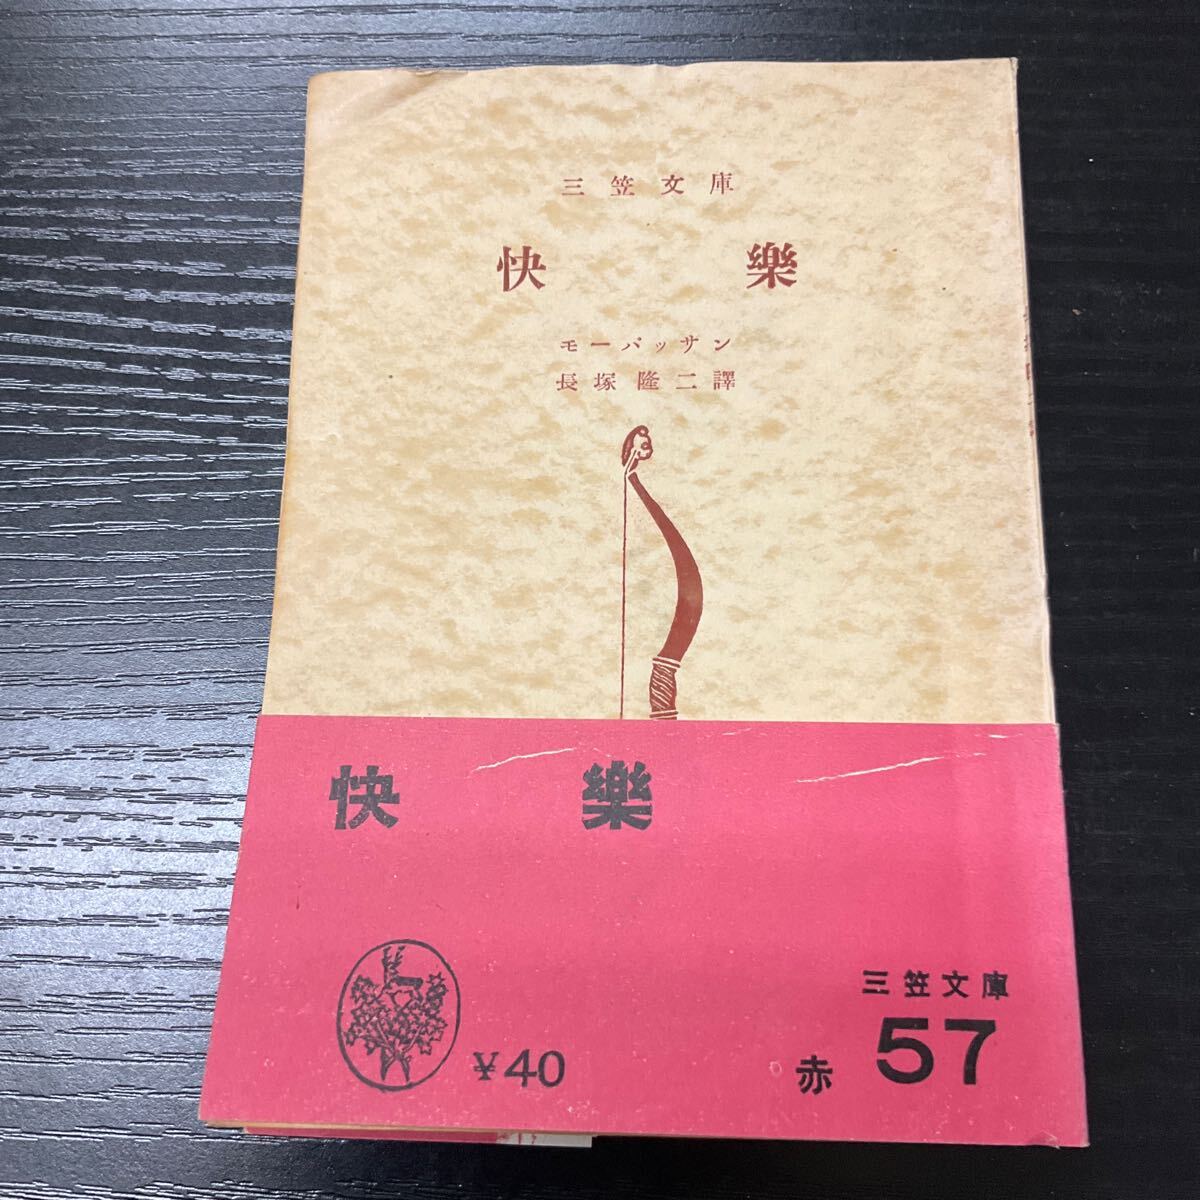 三笠文庫
快樂
モーパッサン
長塚隆二譯
快樂
¥40
三笠文庫
赤 57